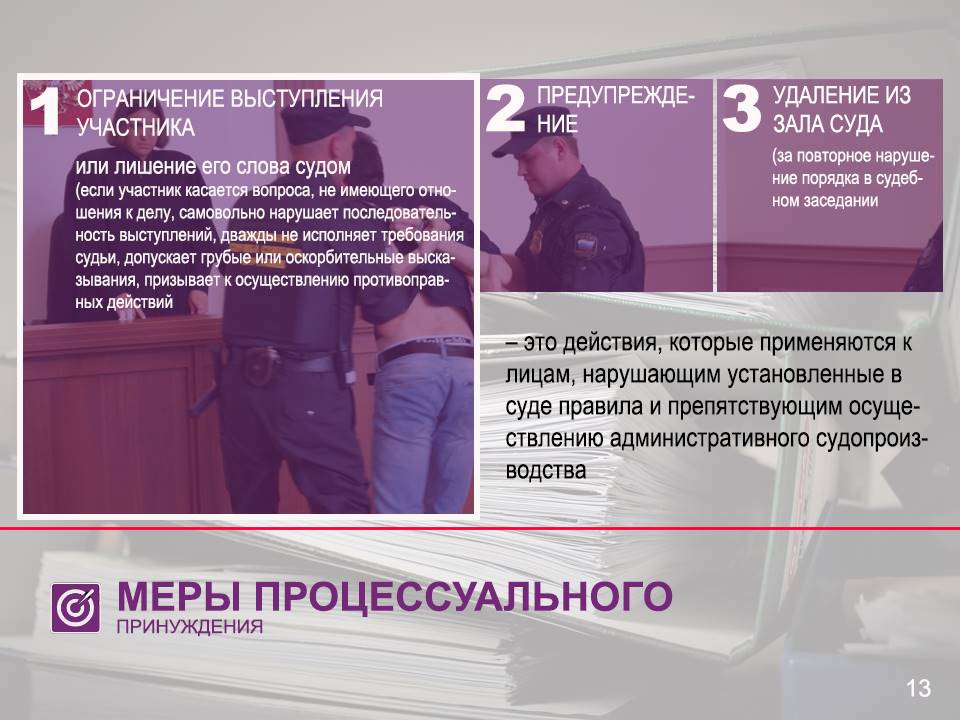 1
ОГРАНИЧЕНИЕ ВЫСТУПЛЕНИЯ
УЧАСТНИКА
или лишение его слова судом
(если участник касается вопроса, не имеющего отно-
шения к делу, самовольно нарушает последователь-
ность выступлений, дважды не исполняет требования
судьи, допускает грубые или оскорбительные выска-
зывания, призывает к осуществлению противоправ-
ных действий
2
ПРЕДУПРЕЖДЕ-
НИЕ
3
УДАЛЕНИЕ ИЗ
ЗАЛА СУДА
(за повторное наруше-
ние порядка в судеб-
ном заседании
– это действия, которые применяются к
лицам, нарушающим установленные в
суде правила и препятствующим осуще-
ствлению административного судопроиз-
водства
МЕРЫ ПРОЦЕССУАЛЬНОГО
ПРИНУЖДЕНИЯ
13